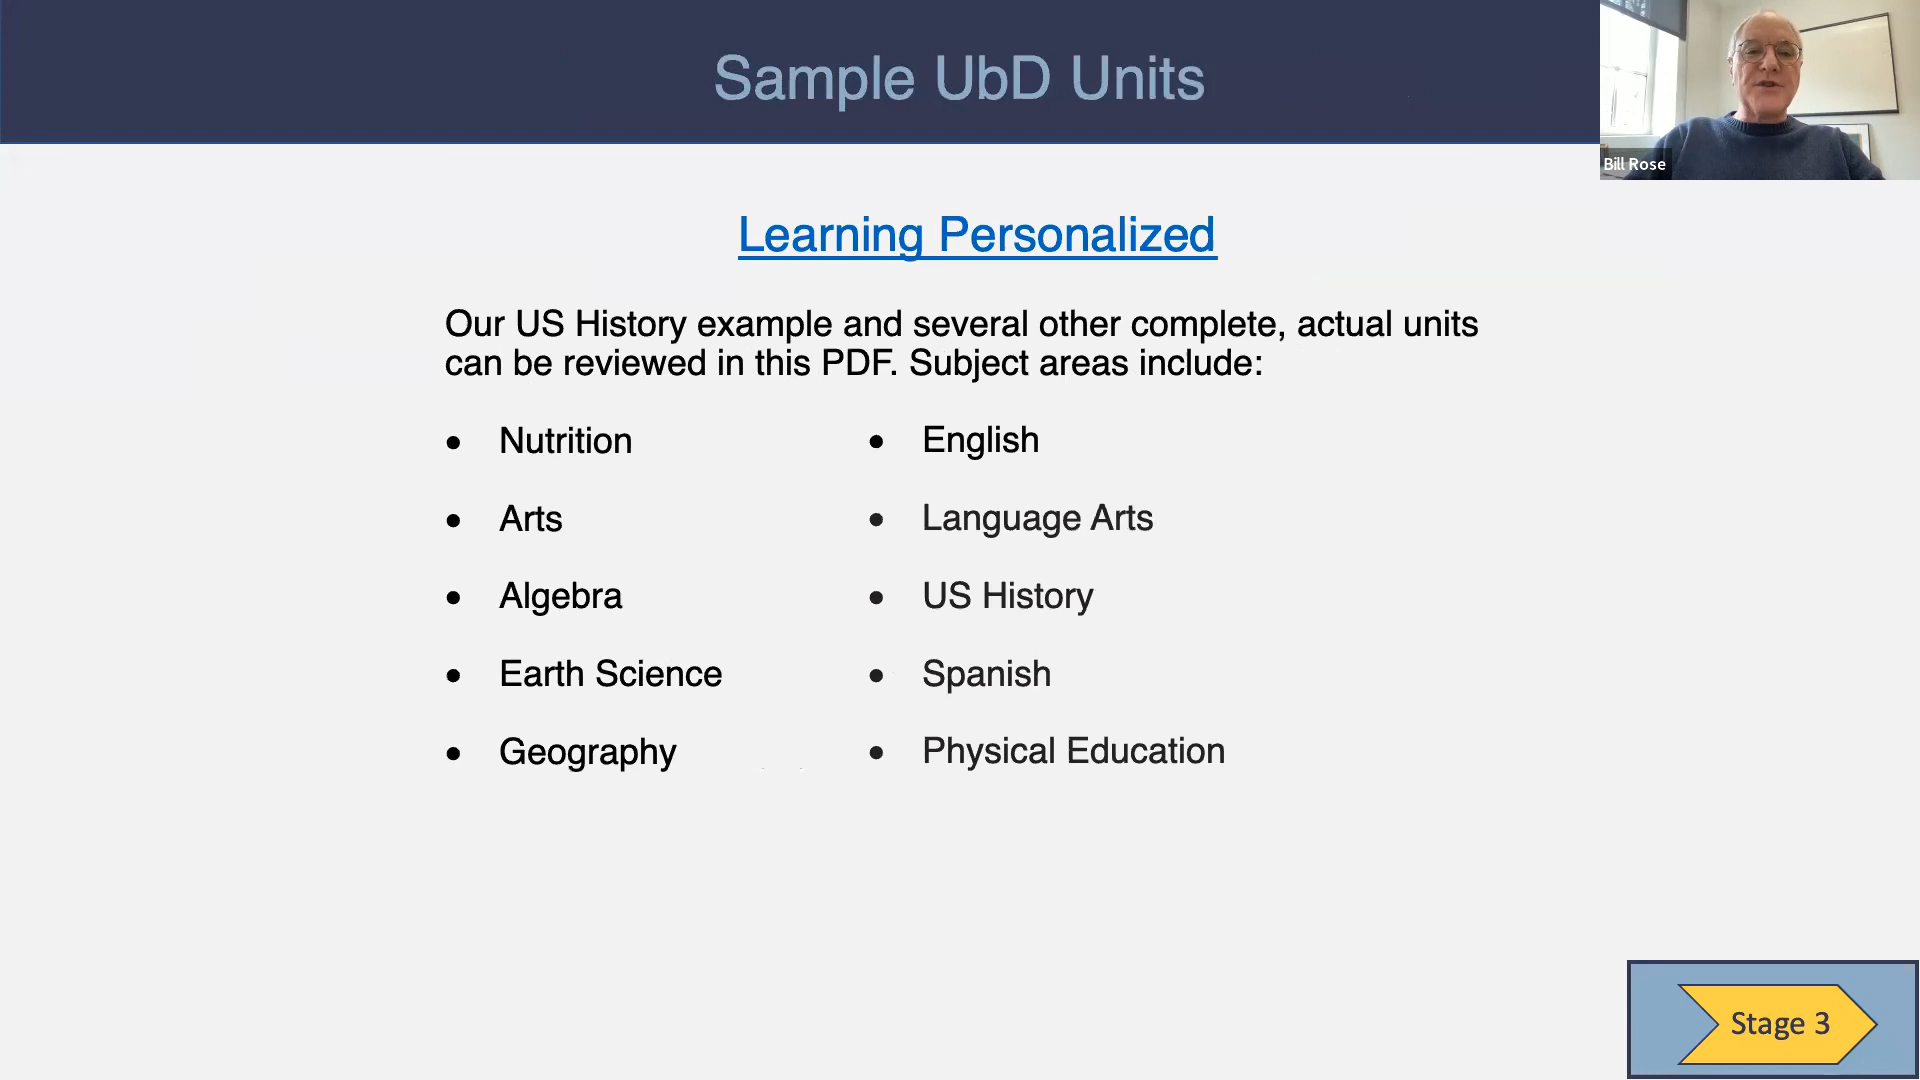 Sample UbD Units
Bill Rose
Learning Personalized
Our US History example and several other complete, actual units
can be reviewed in this PDF. Subject areas include:
• Nutrition
• Arts
• Algebra
• Earth Science
• Geography
• English
• Language Arts
• US History
• Spanish
• Physical Education
Stage 3